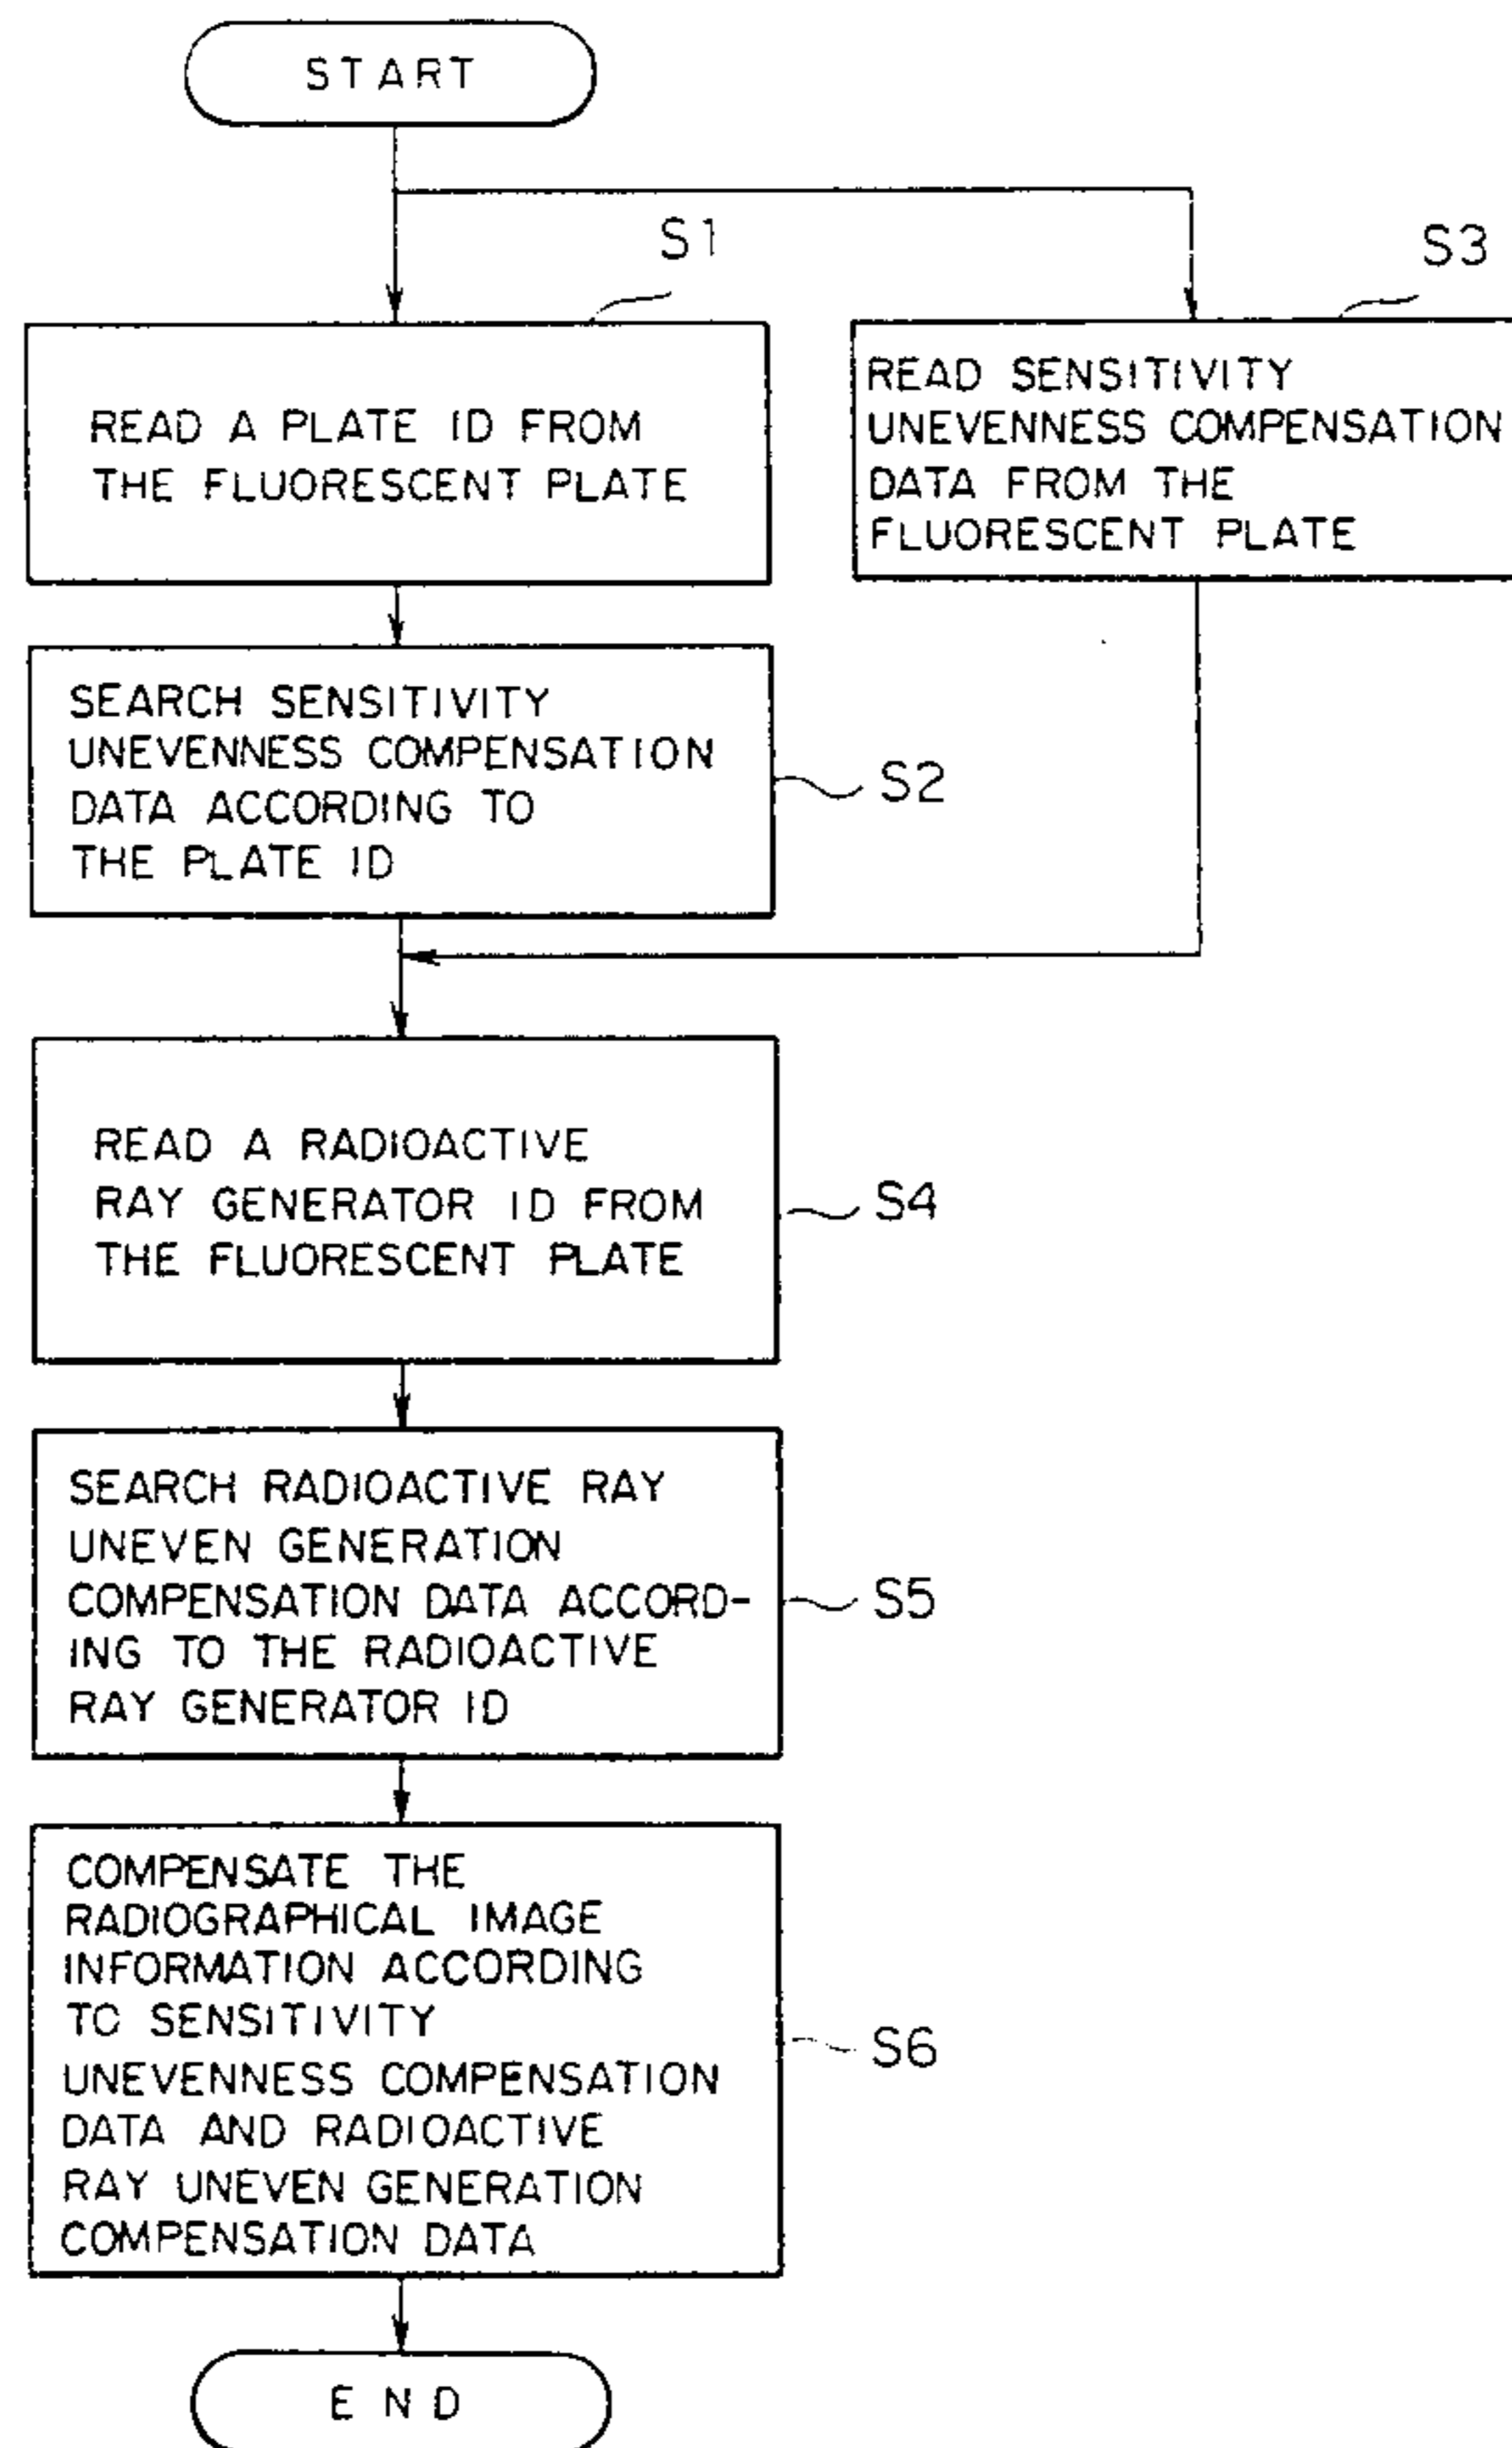 START
S1
S3
READ A PLATE ID FROM
THE FLUORESCENT PLATE
READ SENSITIVITY
UNEVENNESS COMPENSATION
DATA FROM THE
FLUORESCENT PLATE
SEARCH SENSITIVITY
UNEVENNESS COMPENSATION
DATA ACCORDING TO
THE PLATE ID
S2
READ A RADIOACTIVE
RAY GENERATOR ID FROM
THE FLUORESCENT PLATE
S4
SEARCH RADIOACTIVE RAY
UNEVEN GENERATION
COMPENSATION DATA ACCORD-
ING TO THE RADIOACTIVE
RAY GENERATOR ID
S5
COMPENSATE THE
RADIOGRAPHICAL IMAGE
INFORMATION ACCORDING
TO SENSITIVITY
UNEVENNESS COMPENSATION
DATA AND RADIOACTIVE
RAY UNEVEN GENERATION
COMPENSATION DATA
S6
END